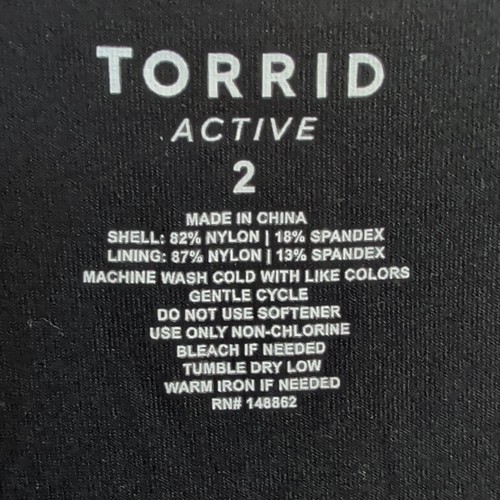 TORRID
ACTIVE
2
MADE IN CHINA
SHELL: 82% NYLON | 18% SPANDEX
LINING: 87% NYLON | 13% SPANDEX
MACHINE WASH COLD WITH LIKE COLORS
GENTLE CYCLE
DO NOT USE SOFTENER
USE ONLY NON-CHLORINE
BLEACH IF NEEDED
TUMBLE DRY LOW
WARM IRON IF NEEDED
RN# 148862